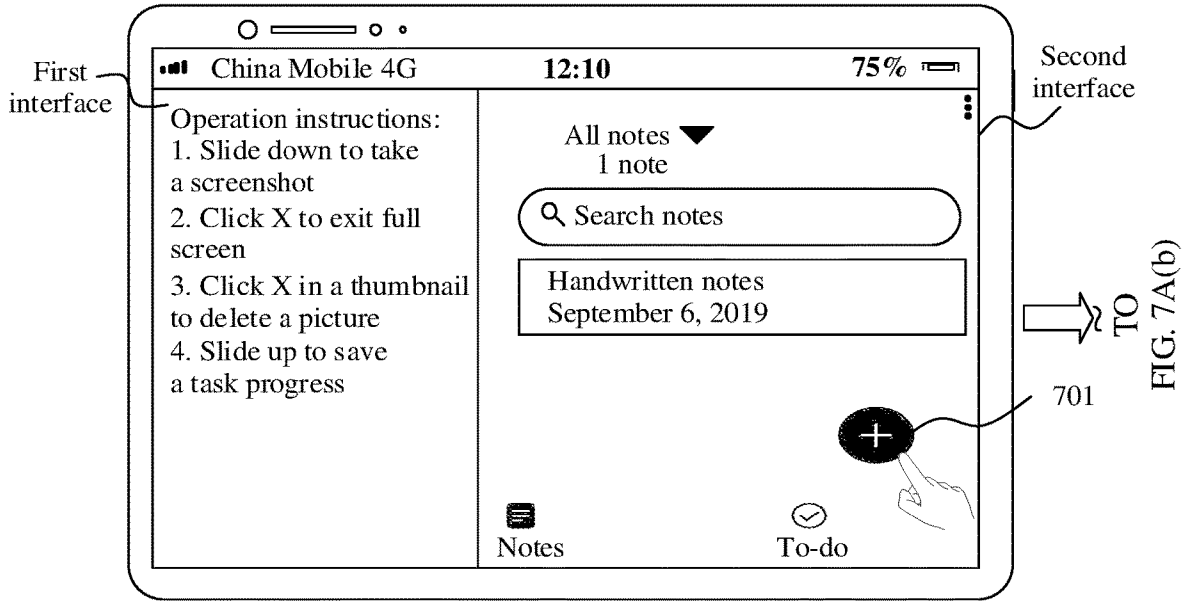 China Mobile 4G
12:10
75%
First
interface
Second
interface
Operation instructions:
1. Slide down to take
a screenshot
2. Click X to exit full
screen
3. Click X in a thumbnail
to delete a picture
4. Slide up to save
a task progress
All notes
1 note
Search notes
Handwritten notes
September 6, 2019
701
Notes
To-do
TO
FIG. 7A(b)